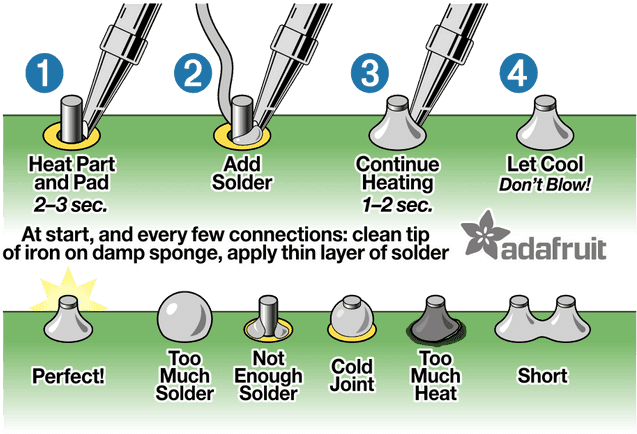 1
2
3
4
Heat Part
and Pad
2–3 sec.
Add
Solder
Continue
Heating
1–2 sec.
Let Cool
Don't Blow!
At start, and every few connections: clean tip
of iron on damp sponge, apply thin layer of solder
adafruit
Perfect!
Too
Much
Solder
Not
Enough
Solder
Cold
Joint
Too
Much
Heat
Short